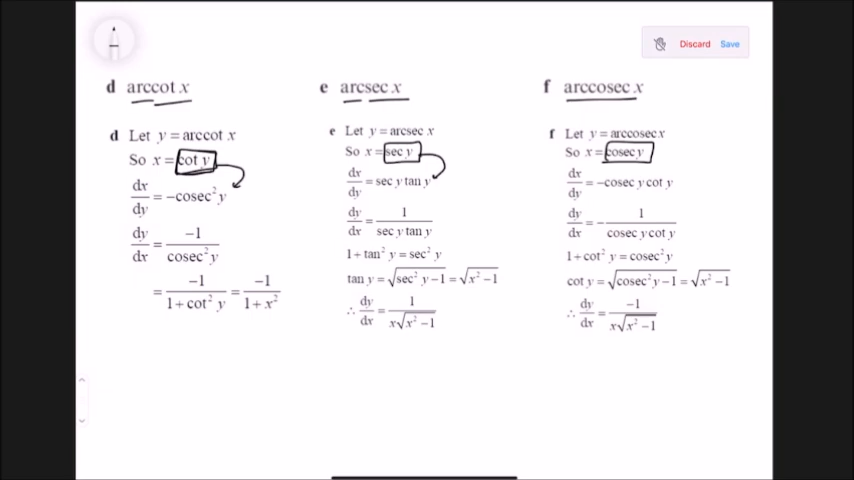 Discard Save
d arccot x
d Let y = arccot x
So x = cot y
dx/dy = −cosec² y
dy/dx = −1/cosec² y
= −1/(1 + cot² y) = −1/(1 + x²)
e arcsec x
e Let y = arcsec x
So x = sec y
dx/dy = sec y tan y
dy/dx = 1/(sec y tan y)
1 + tan² y = sec² y
tan y = √(sec² y − 1) = √(x² − 1)
∴ dy/dx = 1/(x√(x² − 1))
f arccosec x
f Let y = arccosec x
So x = cosec y
dx/dy = −cosec y cot y
dy/dx = − 1/(cosec y cot y)
1 + cot² y = cosec² y
cot y = √(cosec² y − 1) = √(x² − 1)
∴ dy/dx = −1/(x√(x² − 1))